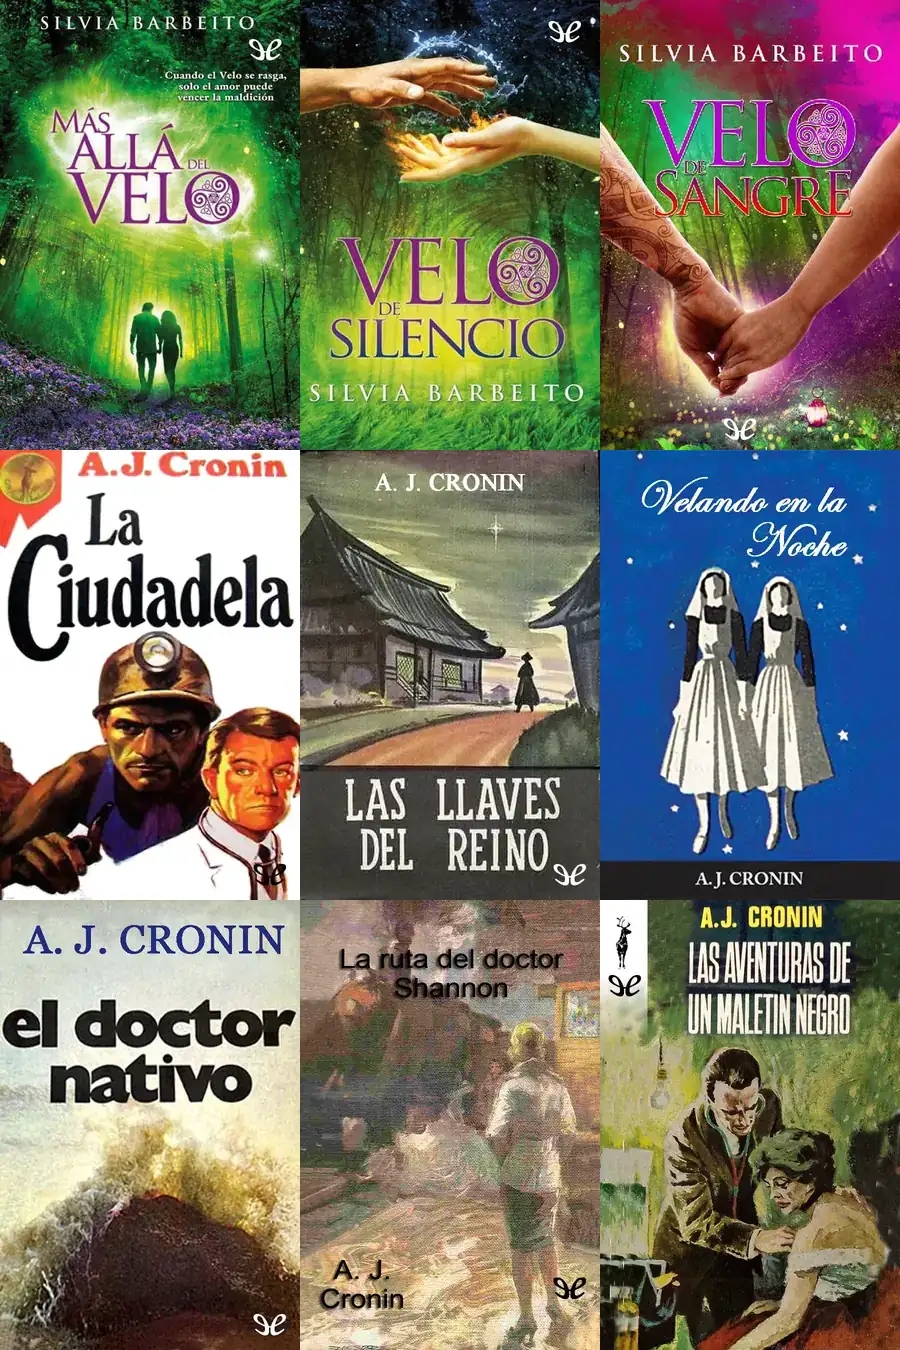 SILVIA BARBEITO
Cuando el Velo se rasga,
solo el amor puede
vencer la maldición
MÁS
ALLÁ DEL
VELO
VELO
DE
SILENCIO
SILVIA BARBEITO
SILVIA BARBEITO
VELO
DE
SANGRE
A.J. Cronin
La
Ciudadela
A. J. CRONIN
LAS LLAVES
DEL REINO
Velando en la
Noche
A. J. CRONIN
A. J. CRONIN
el doctor
nativo
La ruta del doctor
Shannon
A. J.
Cronin
A.J. CRONIN
LAS AVENTURAS DE
UN MALETIN NEGRO